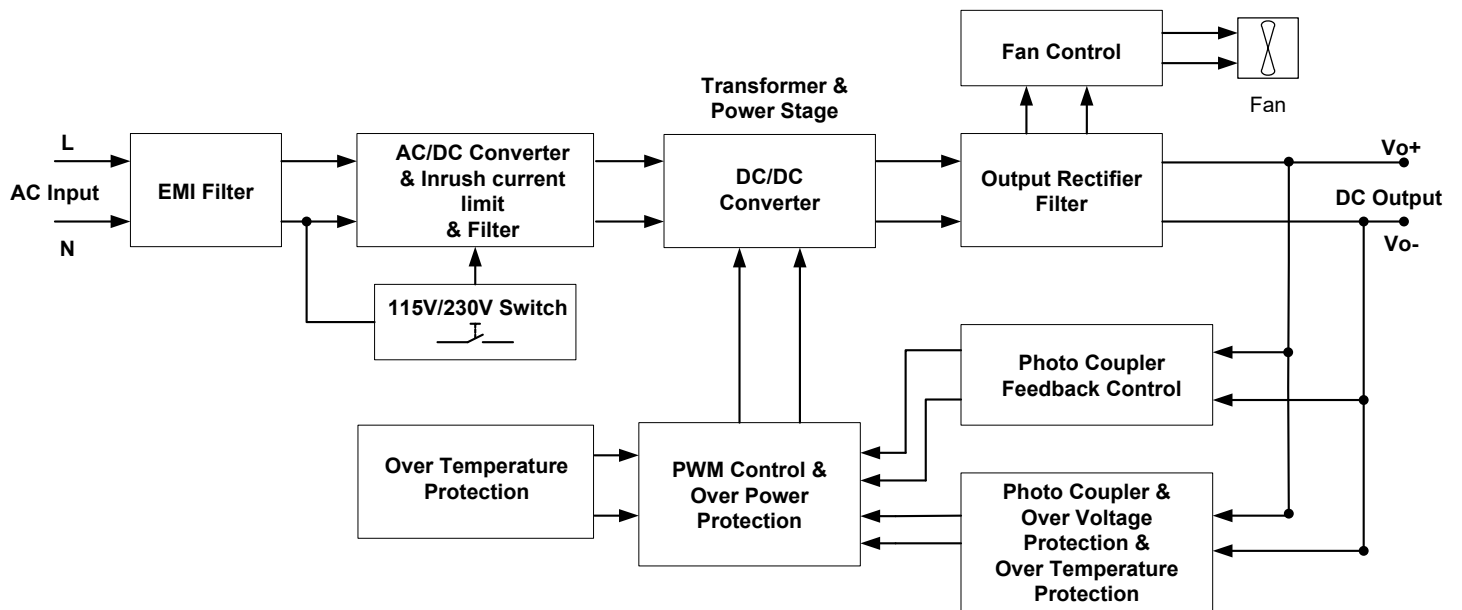 Fan Control
Fan
Transformer &
Power Stage
L
AC Input
N
EMI Filter
AC/DC Converter
& Inrush current
limit
& Filter
DC/DC
Converter
Output Rectifier
Filter
Vo+
DC Output
Vo-
115V/230V Switch
Photo Coupler
Feedback Control
Over Temperature
Protection
PWM Control &
Over Power
Protection
Photo Coupler &
Over Voltage
Protection &
Over Temperature
Protection